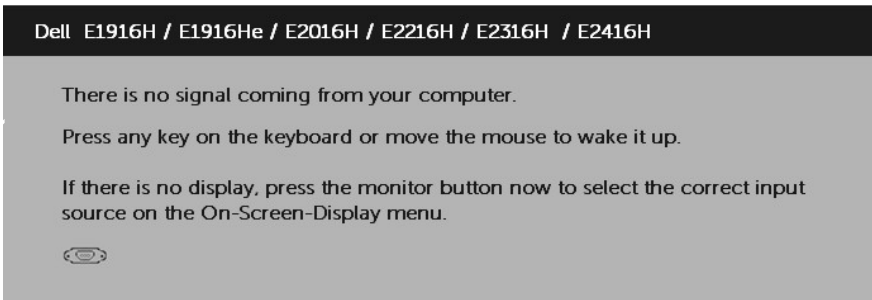 Dell E1916H / E1916He / E2016H / E2216H / E2316H / E2416H
There is no signal coming from your computer.
Press any key on the keyboard or move the mouse to wake it up.
If there is no display, press the monitor button now to select the correct input
source on the On-Screen-Display menu.